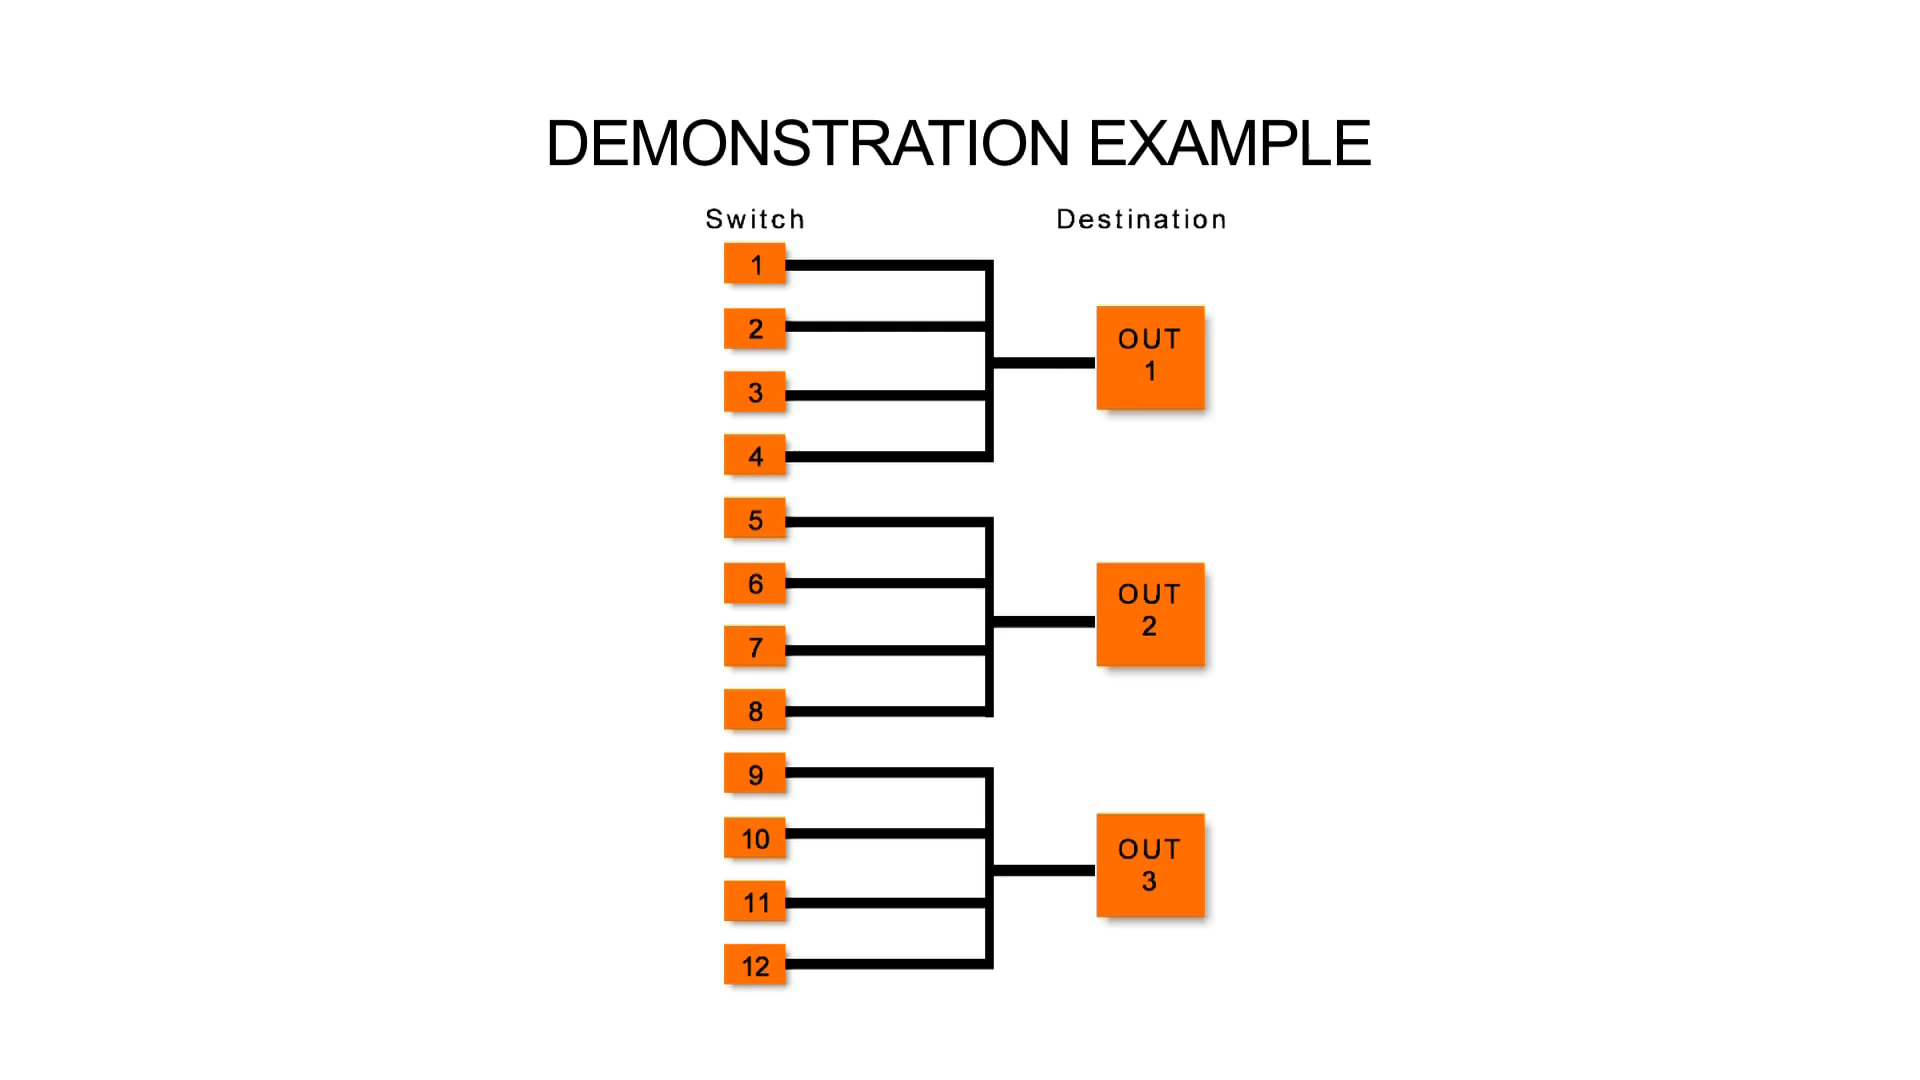 DEMONSTRATION EXAMPLE
Switch
Destination
1
2
3
4
5
6
7
8
9
10
11
12
OUT
1
OUT
2
OUT
3